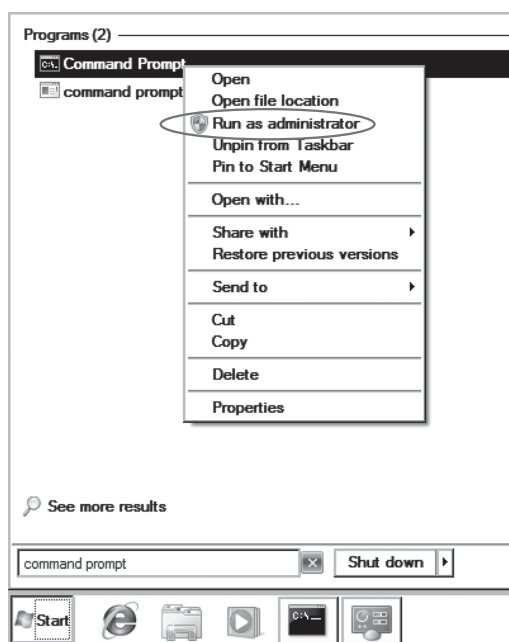 Programs (2)
Command Prompt
command prompt
Open
Open file location
Run as administrator
Unpin from Taskbar
Pin to Start Menu
Open with...
Share with
Restore previous versions
Send to
Cut
Copy
Delete
Properties
See more results
command prompt
Shut down
Start
C:\_